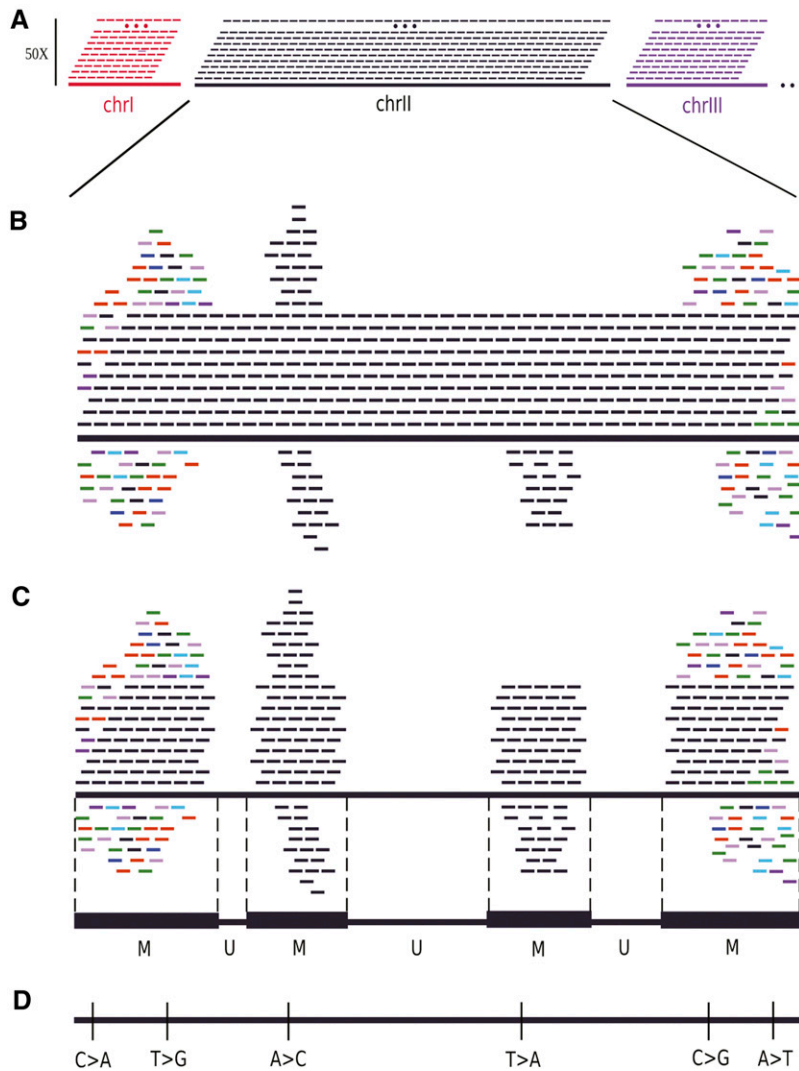 A
50X
chrI
chrII
chrIII
B
C
M U M U M U M
D
C>A T>G A>C T>A C>G A>T